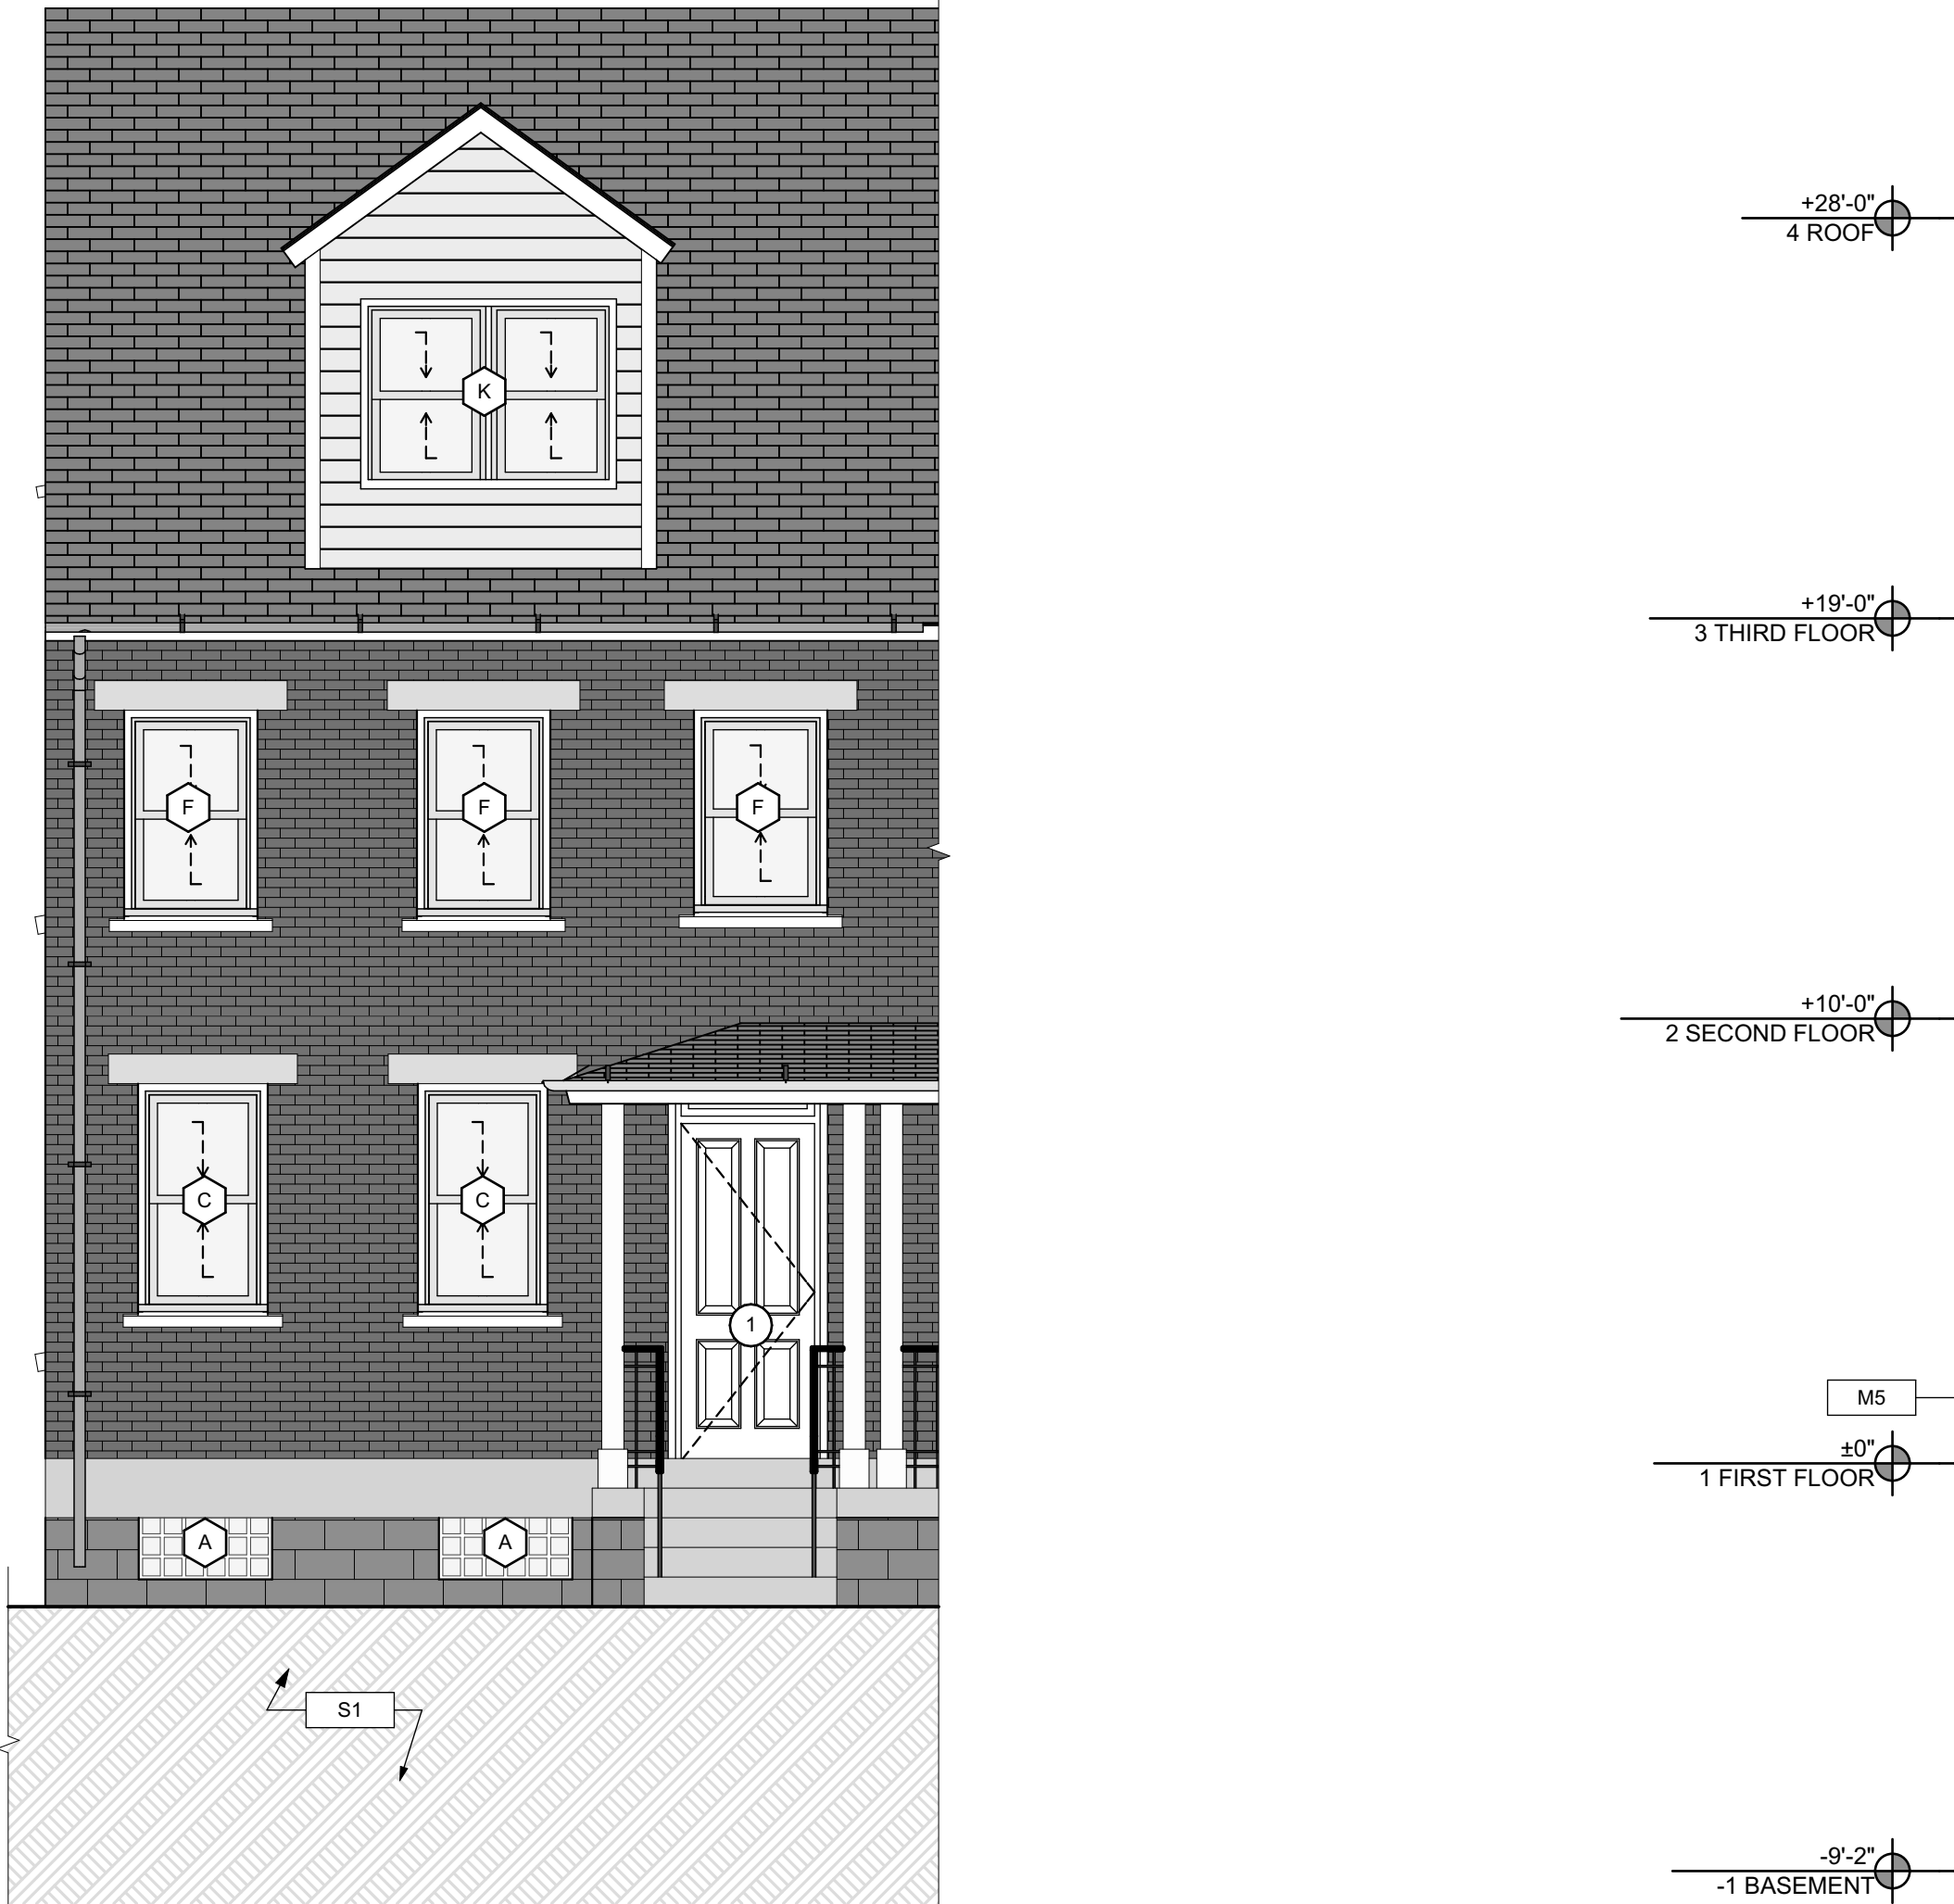 +28'-0"
4 ROOF
K
+19'-0"
3 THIRD FLOOR
F
F
F
+10'-0"
2 SECOND FLOOR
C
C
1
M5
±0"
1 FIRST FLOOR
A
A
S1
-9'-2"
-1 BASEMENT